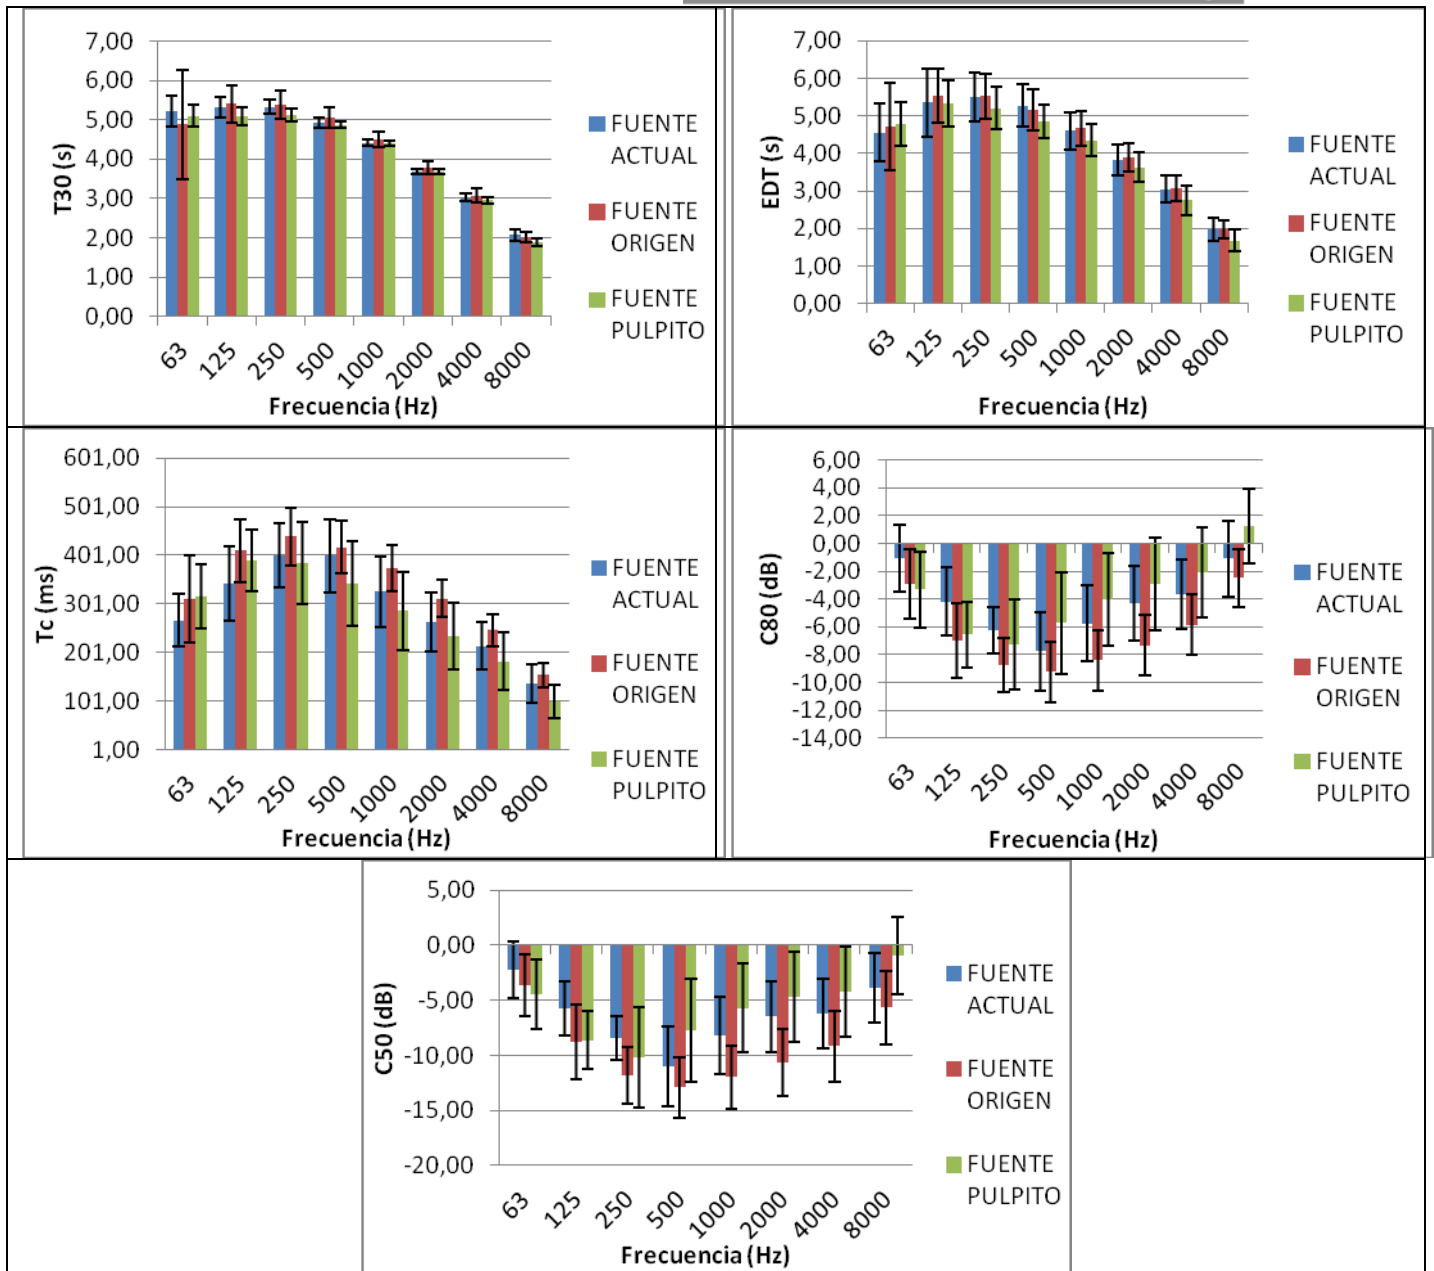 7,00
6,00
5,00
4,00
3,00
2,00
1,00
0,00
T30 (s)
63 125 250 500 1000 2000 4000 8000
Frecuencia (Hz)
FUENTE
ACTUAL
FUENTE
ORIGEN
FUENTE
PULPITO
7,00
6,00
5,00
4,00
3,00
2,00
1,00
0,00
EDT (s)
63 125 250 500 1000 2000 4000 8000
Frecuencia (Hz)
FUENTE
ACTUAL
FUENTE
ORIGEN
FUENTE
PULPITO
601,00
501,00
401,00
301,00
201,00
101,00
1,00
Tc (ms)
63 125 250 500 1000 2000 4000 8000
Frecuencia (Hz)
FUENTE
ACTUAL
FUENTE
ORIGEN
FUENTE
PULPITO
6,00
4,00
2,00
0,00
-2,00
-4,00
-6,00
-8,00
-10,00
-12,00
-14,00
C80 (dB)
63 125 250 500 1000 2000 4000 8000
Frecuencia (Hz)
FUENTE
ACTUAL
FUENTE
ORIGEN
FUENTE
PULPITO
5,00
0,00
-5,00
-10,00
-15,00
-20,00
C50 (dB)
63 125 250 500 1000 2000 4000 8000
Frecuencia (Hz)
FUENTE
ACTUAL
FUENTE
ORIGEN
FUENTE
PULPITO